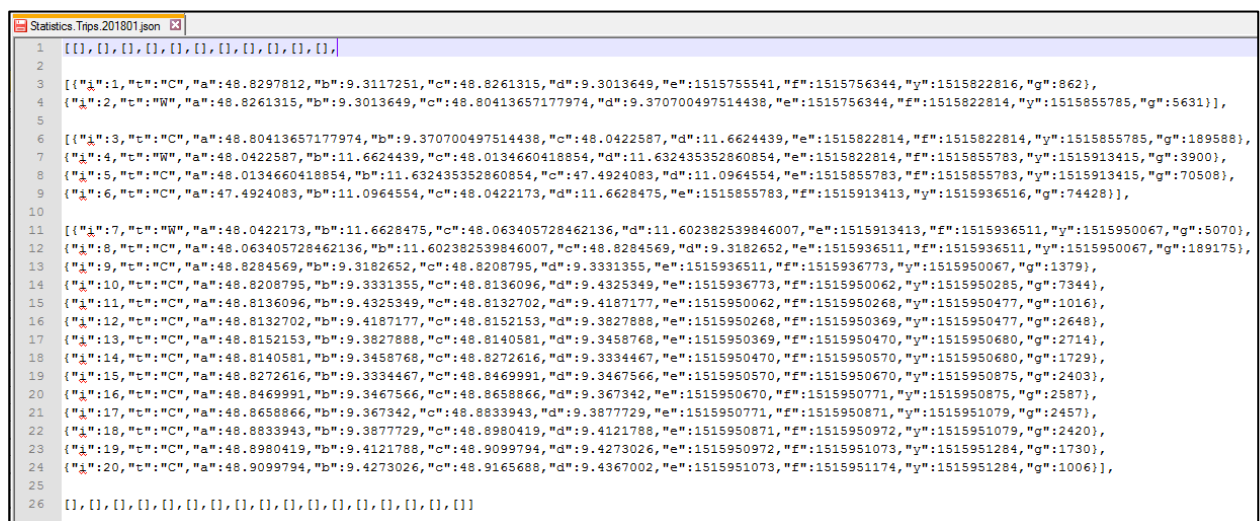 Statistics.Trips.201801.json
1 [[],[],[],[],[],[],[],[],[],[],[],
2
3 [{"i":1,"t":"C","a":48.8297812,"b":9.3117251,"c":48.8261315,"d":9.3013649,"e":1515755541,"f":1515756344,"y":1515822816,"g":862},
4 {"i":2,"t":"W","a":48.8261315,"b":9.3013649,"c":48.80413657177974,"d":9.370700497514438,"e":1515756344,"f":1515822814,"y":1515855785,"g":5631}],
5
6 [{"i":3,"t":"C","a":48.80413657177974,"b":9.370700497514438,"c":48.0422587,"d":11.6624439,"e":1515822814,"f":1515822814,"y":1515855785,"g":189588}
7 {"i":4,"t":"W","a":48.0422587,"b":11.6624439,"c":48.0134660418854,"d":11.632435352860854,"e":1515822814,"f":1515855783,"y":1515913415,"g":3900},
8 {"i":5,"t":"C","a":48.0134660418854,"b":11.632435352860854,"c":47.4924083,"d":11.0964554,"e":1515855783,"f":1515855783,"y":1515913415,"g":70508},
9 {"i":6,"t":"C","a":47.4924083,"b":11.0964554,"c":48.0422173,"d":11.6628475,"e":1515855783,"f":1515913413,"y":1515936516,"g":74428}],
10
11 [{"i":7,"t":"W","a":48.0422173,"b":11.6628475,"c":48.063405728462136,"d":11.602382539846007,"e":1515913413,"f":1515936511,"y":1515950067,"g":5070},
12 {"i":8,"t":"C","a":48.063405728462136,"b":11.602382539846007,"c":48.8284569,"d":9.3182652,"e":1515936511,"f":1515936511,"y":1515950067,"g":189175},
13 {"i":9,"t":"C","a":48.8284569,"b":9.3182652,"c":48.8208795,"d":9.3331355,"e":1515936511,"f":1515936773,"y":1515950067,"g":1379},
14 {"i":10,"t":"C","a":48.8208795,"b":9.3331355,"c":48.8136096,"d":9.4325349,"e":1515936773,"f":1515950062,"y":1515950285,"g":7344},
15 {"i":11,"t":"C","a":48.8136096,"b":9.4325349,"c":48.8132702,"d":9.4187177,"e":1515950062,"f":1515950268,"y":1515950477,"g":1016},
16 {"i":12,"t":"C","a":48.8132702,"b":9.4187177,"c":48.8152153,"d":9.3827888,"e":1515950268,"f":1515950369,"y":1515950477,"g":2648},
17 {"i":13,"t":"C","a":48.8152153,"b":9.3827888,"c":48.8140581,"d":9.3458768,"e":1515950369,"f":1515950470,"y":1515950680,"g":2714},
18 {"i":14,"t":"C","a":48.8140581,"b":9.3458768,"c":48.8272616,"d":9.3334467,"e":1515950470,"f":1515950570,"y":1515950680,"g":1729},
19 {"i":15,"t":"C","a":48.8272616,"b":9.3334467,"c":48.8469991,"d":9.3467566,"e":1515950570,"f":1515950670,"y":1515950875,"g":2403},
20 {"i":16,"t":"C","a":48.8469991,"b":9.3467566,"c":48.8658866,"d":9.367342,"e":1515950670,"f":1515950771,"y":1515950875,"g":2587},
21 {"i":17,"t":"C","a":48.8658866,"b":9.367342,"c":48.8833943,"d":9.3877729,"e":1515950771,"f":1515950871,"y":1515951079,"g":2457},
22 {"i":18,"t":"C","a":48.8833943,"b":9.3877729,"c":48.8980419,"d":9.4121788,"e":1515950871,"f":1515950972,"y":1515951079,"g":2420},
23 {"i":19,"t":"C","a":48.8980419,"b":9.4121788,"c":48.9099794,"d":9.4273026,"e":1515950972,"f":1515951073,"y":1515951284,"g":1730},
24 {"i":20,"t":"C","a":48.9099794,"b":9.4273026,"c":48.9165688,"d":9.4367002,"e":1515951073,"f":1515951174,"y":1515951284,"g":1006}],
25
26 [],[],[],[],[],[],[],[],[],[],[],[],[],[],[],[],[]]